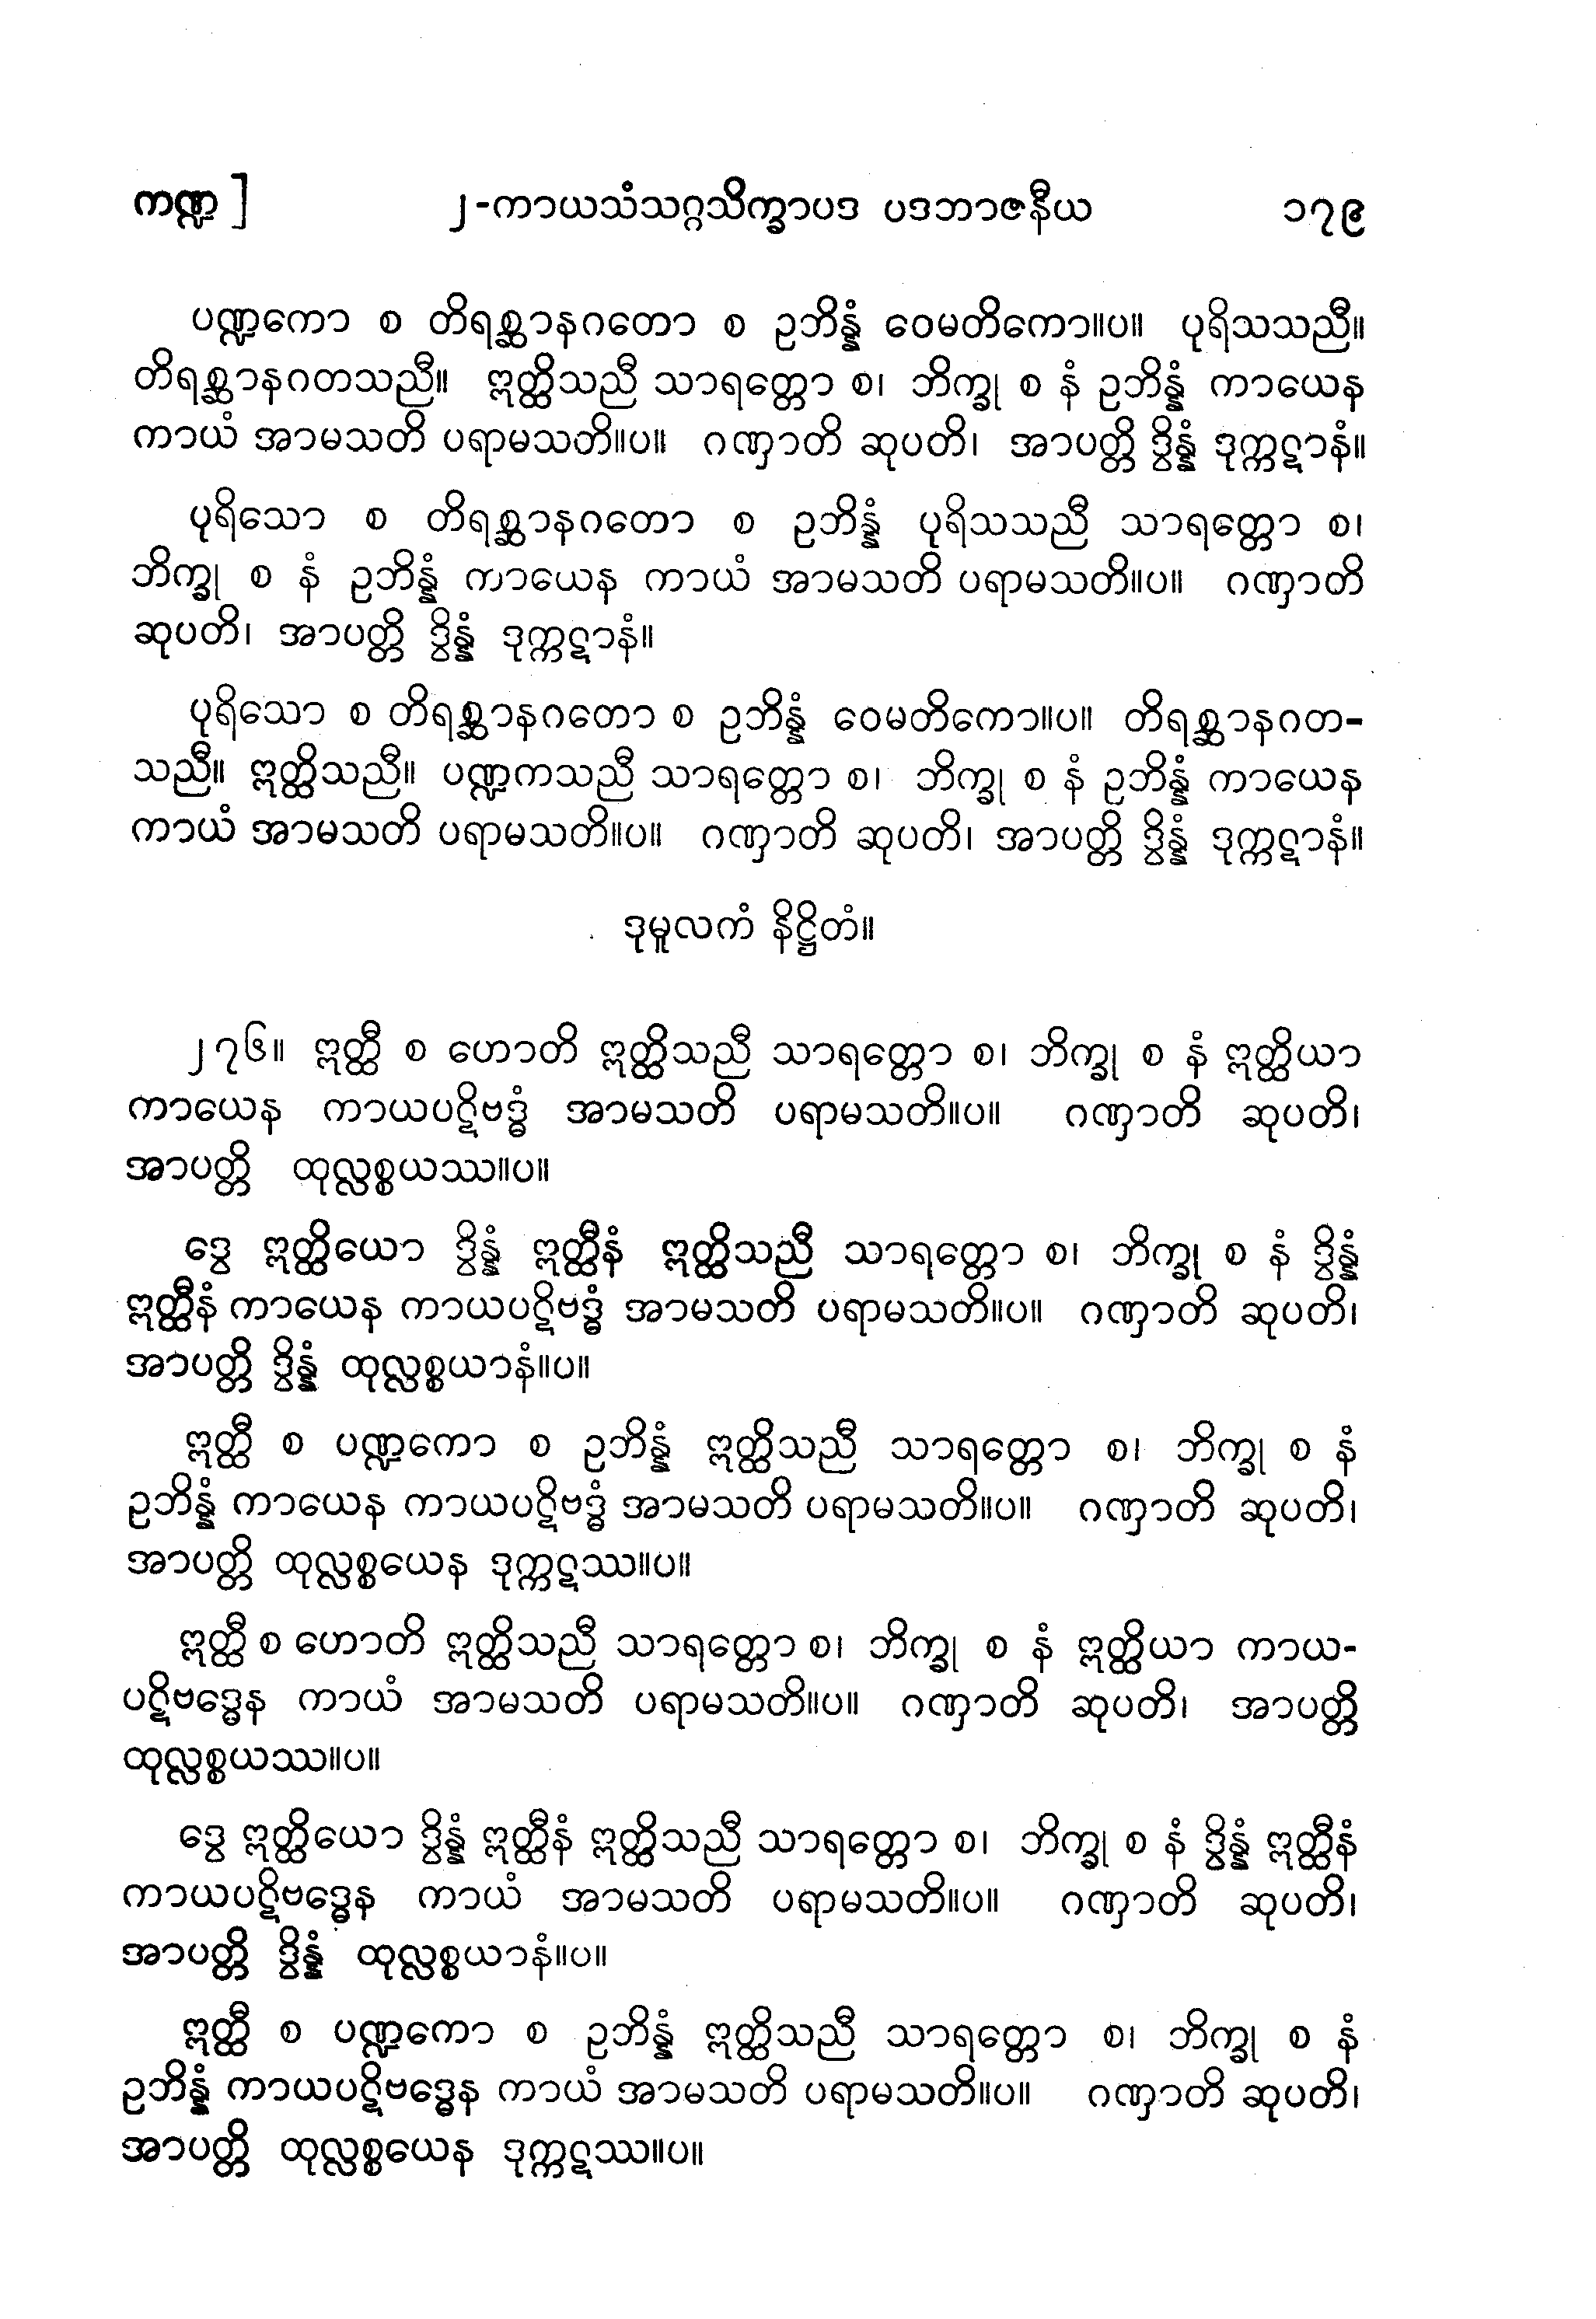 ကဏ္ဍ]	၂-ကာယသံသဂ္ဂသိက္ခာပဒ ပဒဘာဇနီယ	၁၇၉
ပဏ္ဍကော စ တိရစ္ဆာနဂတော စ ဥဘိန္နံ ဝေမတိကော။ပ။ ပုရိသသညီ။
တိရစ္ဆာနဂတသညီ။ ဣတ္ထိသညီ သာရတ္တော စ၊ ဘိက္ခု စ နံ ဥဘိန္နံ ကာယေန
ကာယံ အာမသတိ ပရာမသတိ။ပ။ ဂဏှာတိ ဆုပတိ၊ အာပတ္တိ ဒွိန္နံ ဒုက္ကဋာနံ။
ပုရိသော စ တိရစ္ဆာနဂတော စ ဥဘိန္နံ ပုရိသသညီ သာရတ္တော စ၊
ဘိက္ခု စ နံ ဥဘိန္နံ ကာယေန ကာယံ အာမသတိ ပရာမသတိ။ပ။ ဂဏှာတိ
ဆုပတိ၊ အာပတ္တိ ဒွိန္နံ ဒုက္ကဋာနံ။
ပုရိသော စ တိရစ္ဆာနဂတော စ ဥဘိန္နံ ဝေမတိကော။ပ။ တိရစ္ဆာနဂတ-
သညီ။ ဣတ္ထိသညီ။ ပဏ္ဍကသညီ သာရတ္တော စ၊ ဘိက္ခု စ နံ ဥဘိန္နံ ကာယေန
ကာယံ အာမသတိ ပရာမသတိ။ပ။ ဂဏှာတိ ဆုပတိ၊ အာပတ္တိ ဒွိန္နံ ဒုက္ကဋာနံ။
ဒုမူလကံ နိဋ္ဌိတံ။
၂၇၆။ ဣတ္ထီ စ ဟောတိ ဣတ္ထိသညီ သာရတ္တော စ၊ ဘိက္ခု စ နံ ဣတ္ထိယာ
ကာယေန ကာယပဋိဗဒ္ဓံ အာမသတိ ပရာမသတိ။ပ။ ဂဏှာတိ ဆုပတိ၊
အာပတ္တိ ထုလ္လစ္စယဿ။ပ။
ဒွေ ဣတ္ထိယော ဒွိန္နံ ဣတ္ထီနံ ဣတ္ထိသညီ သာရတ္တော စ၊ ဘိက္ခု စ နံ ဒွိန္နံ
ဣတ္ထီနံ ကာယေန ကာယပဋိဗဒ္ဓံ အာမသတိ ပရာမသတိ။ပ။ ဂဏှာတိ ဆုပတိ၊
အာပတ္တိ ဒွိန္နံ ထုလ္လစ္စယာနံ။ပ။
ဣတ္ထီ စ ပဏ္ဍကော စ ဥဘိန္နံ ဣတ္ထိသညီ သာရတ္တော စ၊ ဘိက္ခု စ နံ
ဥဘိန္နံ ကာယေန ကာယပဋိဗဒ္ဓံ အာမသတိ ပရာမသတိ။ပ။ ဂဏှာတိ ဆုပတိ၊
အာပတ္တိ ထုလ္လစ္စယေန ဒုက္ကဋဿ။ပ။
ဣတ္ထီ စ ဟောတိ ဣတ္ထိသညီ သာရတ္တော စ၊ ဘိက္ခု စ နံ ဣတ္ထိယာ ကာယ-
ပဋိဗဒ္ဓေန ကာယံ အာမသတိ ပရာမသတိ။ပ။ ဂဏှာတိ ဆုပတိ၊ အာပတ္တိ
ထုလ္လစ္စယဿ။ပ။
ဒွေ ဣတ္ထိယော ဒွိန္နံ ဣတ္ထီနံ ဣတ္ထိသညီ သာရတ္တော စ၊ ဘိက္ခု စ နံ ဒွိန္နံ ဣတ္ထီနံ
ကာယပဋိဗဒ္ဓေန ကာယံ အာမသတိ ပရာမသတိ။ပ။ ဂဏှာတိ ဆုပတိ၊
အာပတ္တိ ဒွိန္နံ ထုလ္လစ္စယာနံ။ပ။
ဣတ္ထီ စ ပဏ္ဍကော စ ဥဘိန္နံ ဣတ္ထိသညီ သာရတ္တော စ၊ ဘိက္ခု စ နံ
ဥဘိန္နံ ကာယပဋိဗဒ္ဓေန ကာယံ အာမသတိ ပရာမသတိ။ပ။ ဂဏှာတိ ဆုပတိ၊
အာပတ္တိ ထုလ္လစ္စယေန ဒုက္ကဋဿ။ပ။